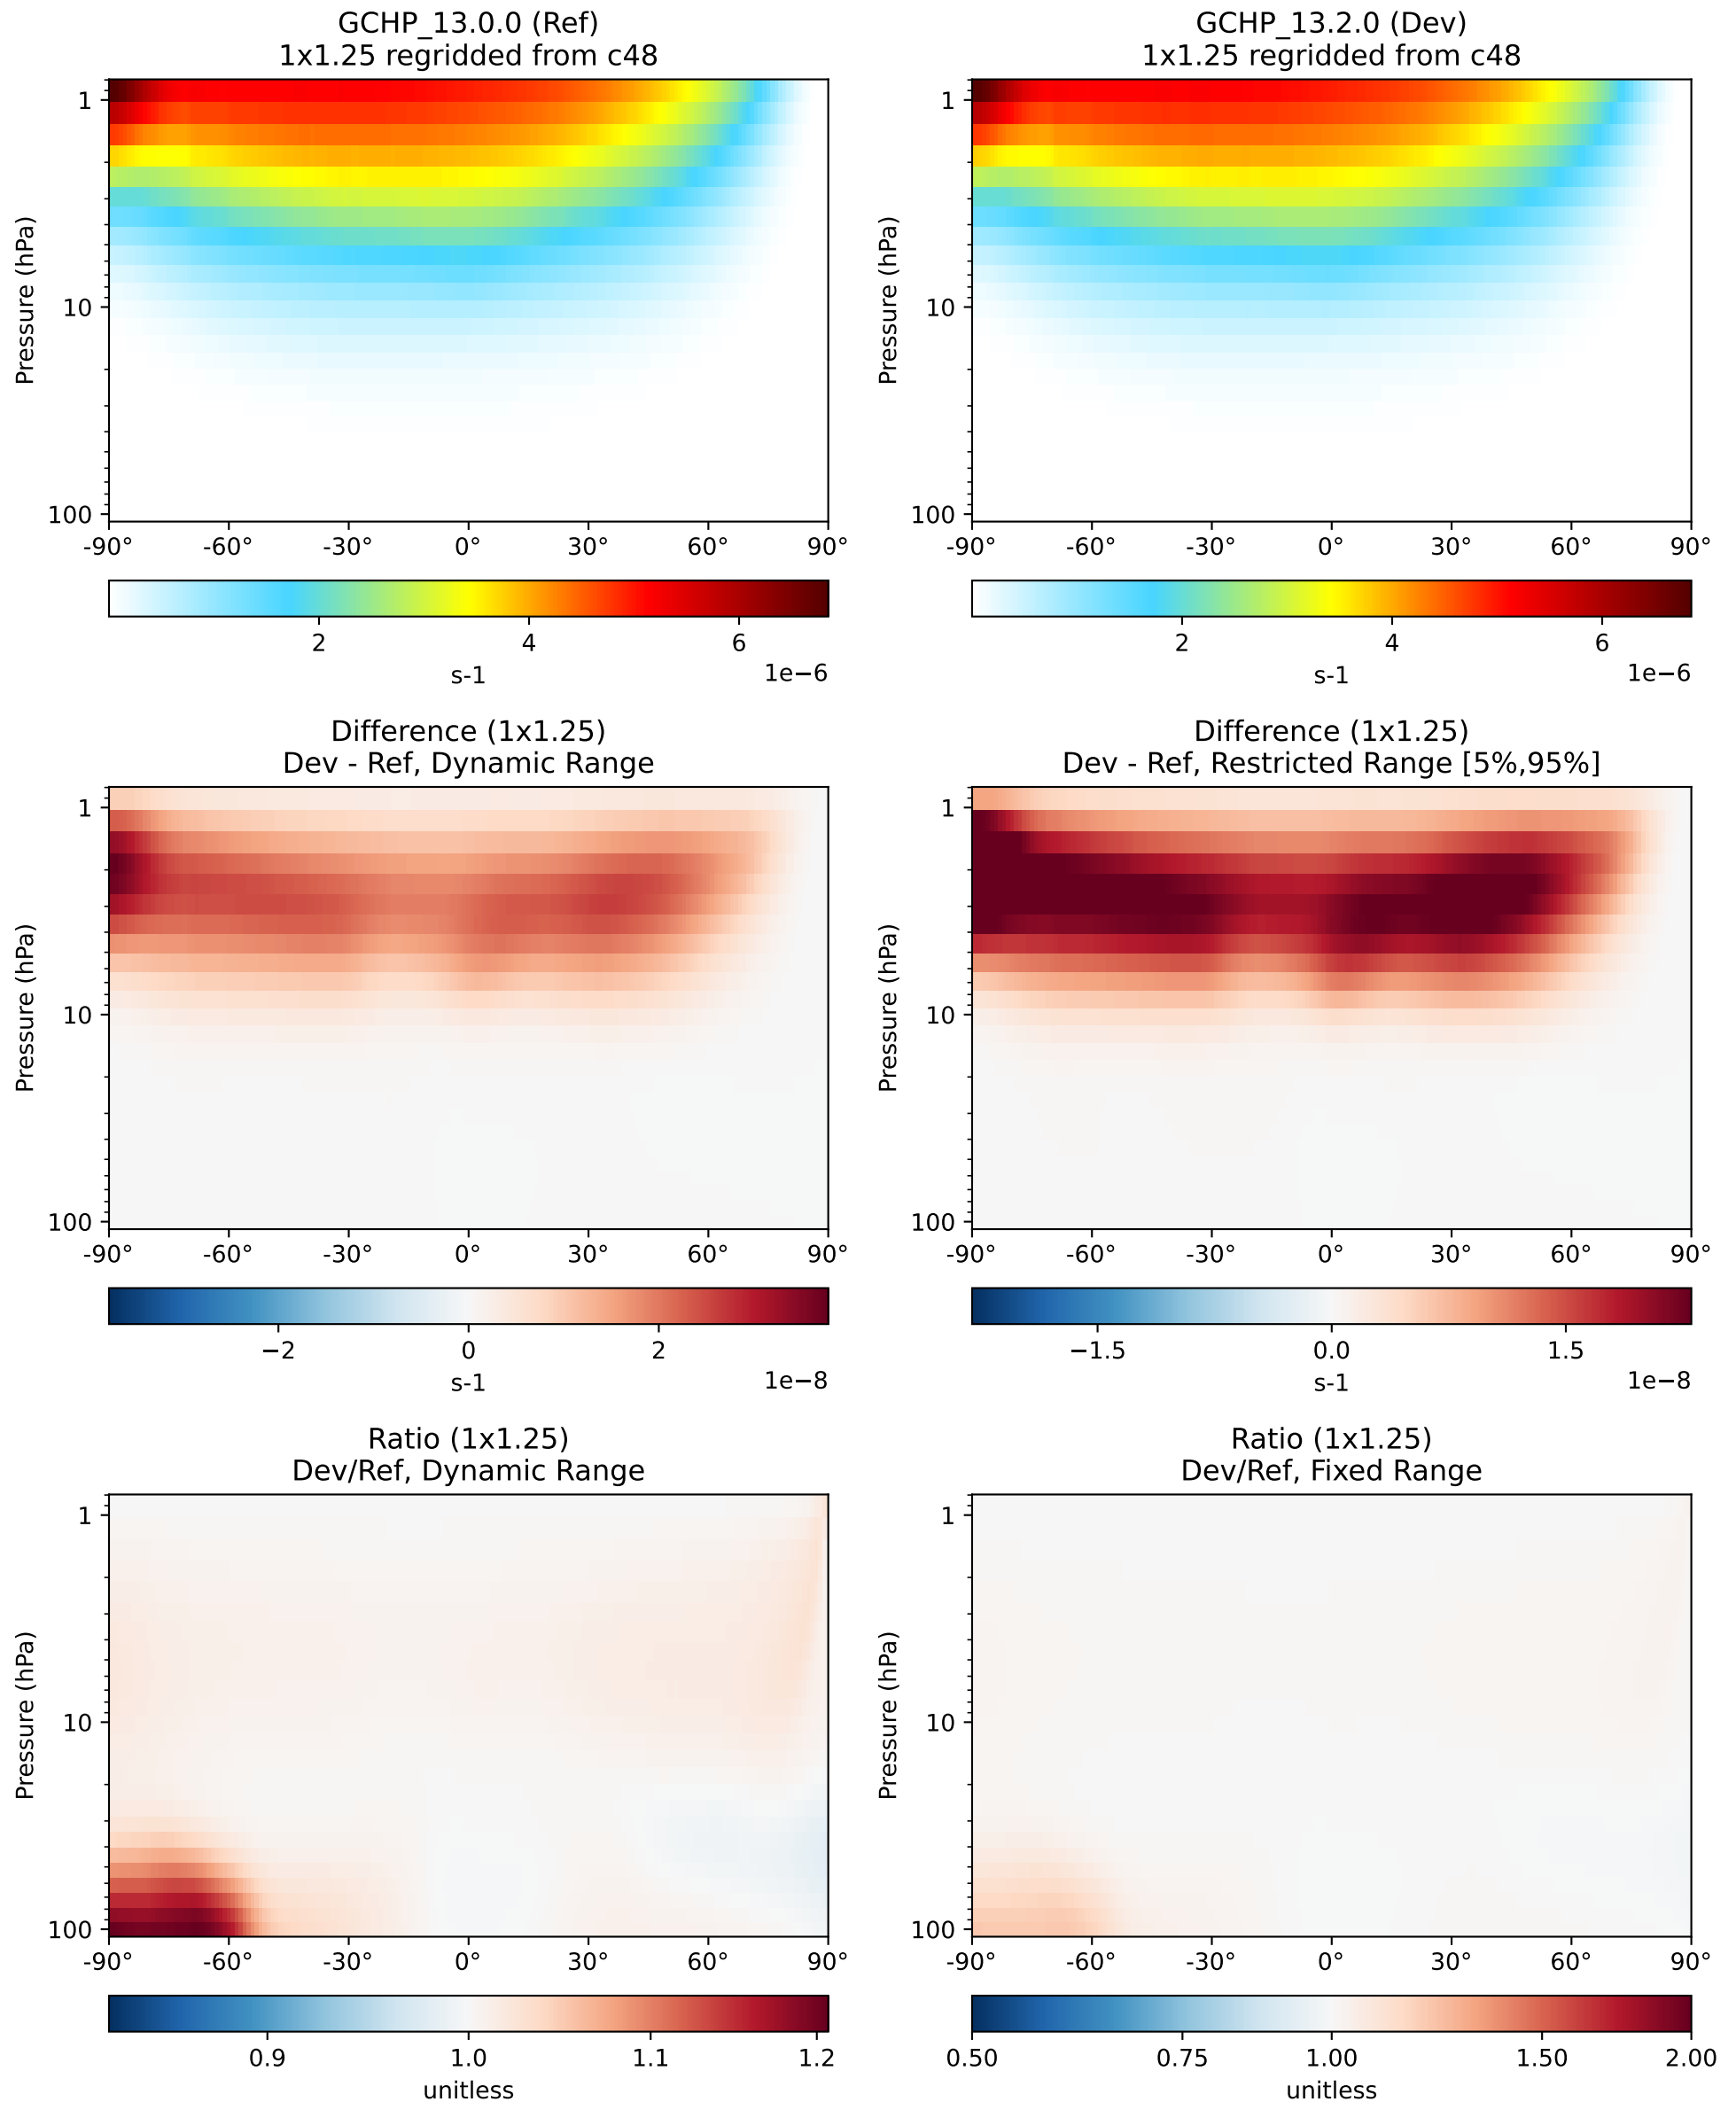 GCHP_13.0.0 (Ref)
1x1.25 regridded from c48
Pressure (hPa)
1
10
100
-90°
-60°
-30°
0°
30°
60°
90°
2
4
6
s-1
1e−6
GCHP_13.2.0 (Dev)
1x1.25 regridded from c48
Pressure (hPa)
1
10
100
-90°
-60°
-30°
0°
30°
60°
90°
2
4
6
s-1
1e−6
Difference (1x1.25)
Dev - Ref, Dynamic Range
Pressure (hPa)
1
10
100
-90°
-60°
-30°
0°
30°
60°
90°
−2
0
2
s-1
1e−8
Difference (1x1.25)
Dev - Ref, Restricted Range [5%,95%]
Pressure (hPa)
1
10
100
-90°
-60°
-30°
0°
30°
60°
90°
−1.5
0.0
1.5
s-1
1e−8
Ratio (1x1.25)
Dev/Ref, Dynamic Range
Pressure (hPa)
1
10
100
-90°
-60°
-30°
0°
30°
60°
90°
0.9
1.0
1.1
1.2
unitless
Ratio (1x1.25)
Dev/Ref, Fixed Range
Pressure (hPa)
1
10
100
-90°
-60°
-30°
0°
30°
60°
90°
0.50
0.75
1.00
1.50
2.00
unitless